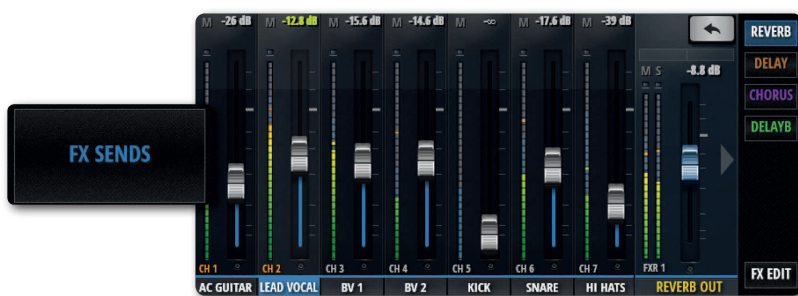 FX SENDS
M -26 dB M -12.8 dB M -15.6 dB M -14.6 dB M -∞ M -17.6 dB M -39 dB
M S -8.8 dB
CH 1 CH 2 CH 3 CH 4 CH 5 CH 6 CH 7 FXR 1
AC GUITAR LEAD VOCAL BV 1 BV 2 KICK SNARE HI HATS REVERB OUT
REVERB
DELAY
CHORUS
DELAYB
FX EDIT